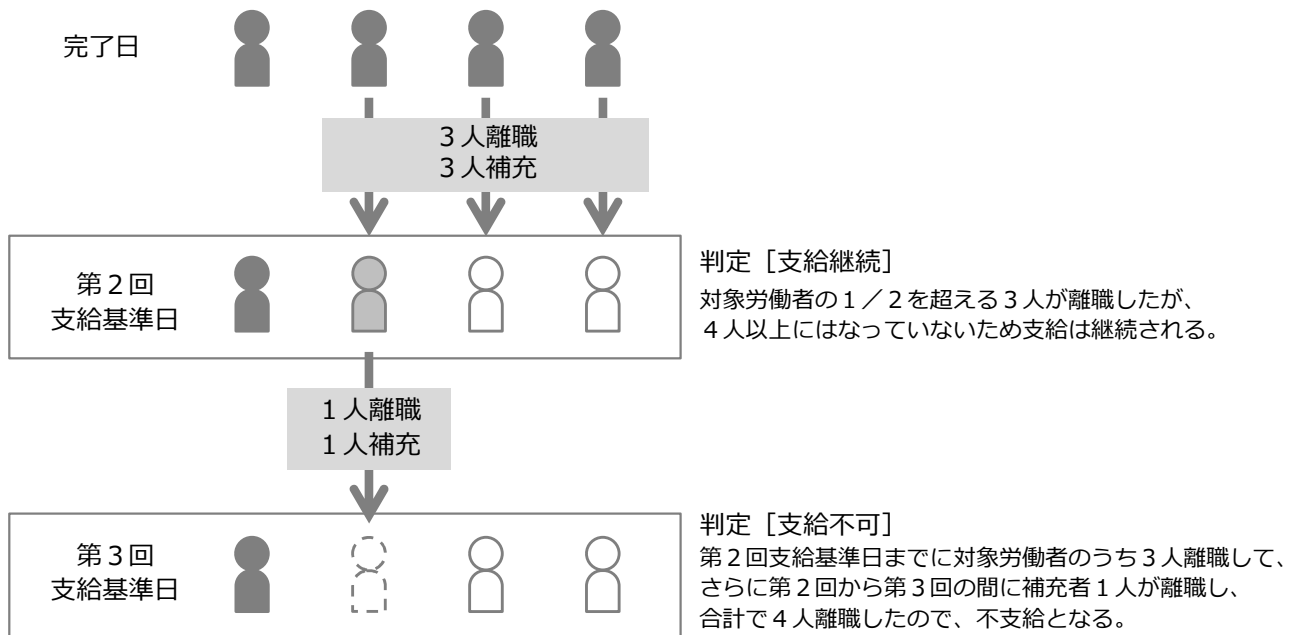 完了日
３人離職
３人補充
第２回
支給基準日
判定［支給継続］
対象労働者の１／２を超える３人が離職したが、
４人以上にはなっていないため支給は継続される。
１人離職
１人補充
第３回
支給基準日
判定［支給不可］
第２回支給基準日までに対象労働者のうち３人離職して、
さらに第２回から第３回の間に補充者１人が離職し、
合計で４人離職したので、不支給となる。